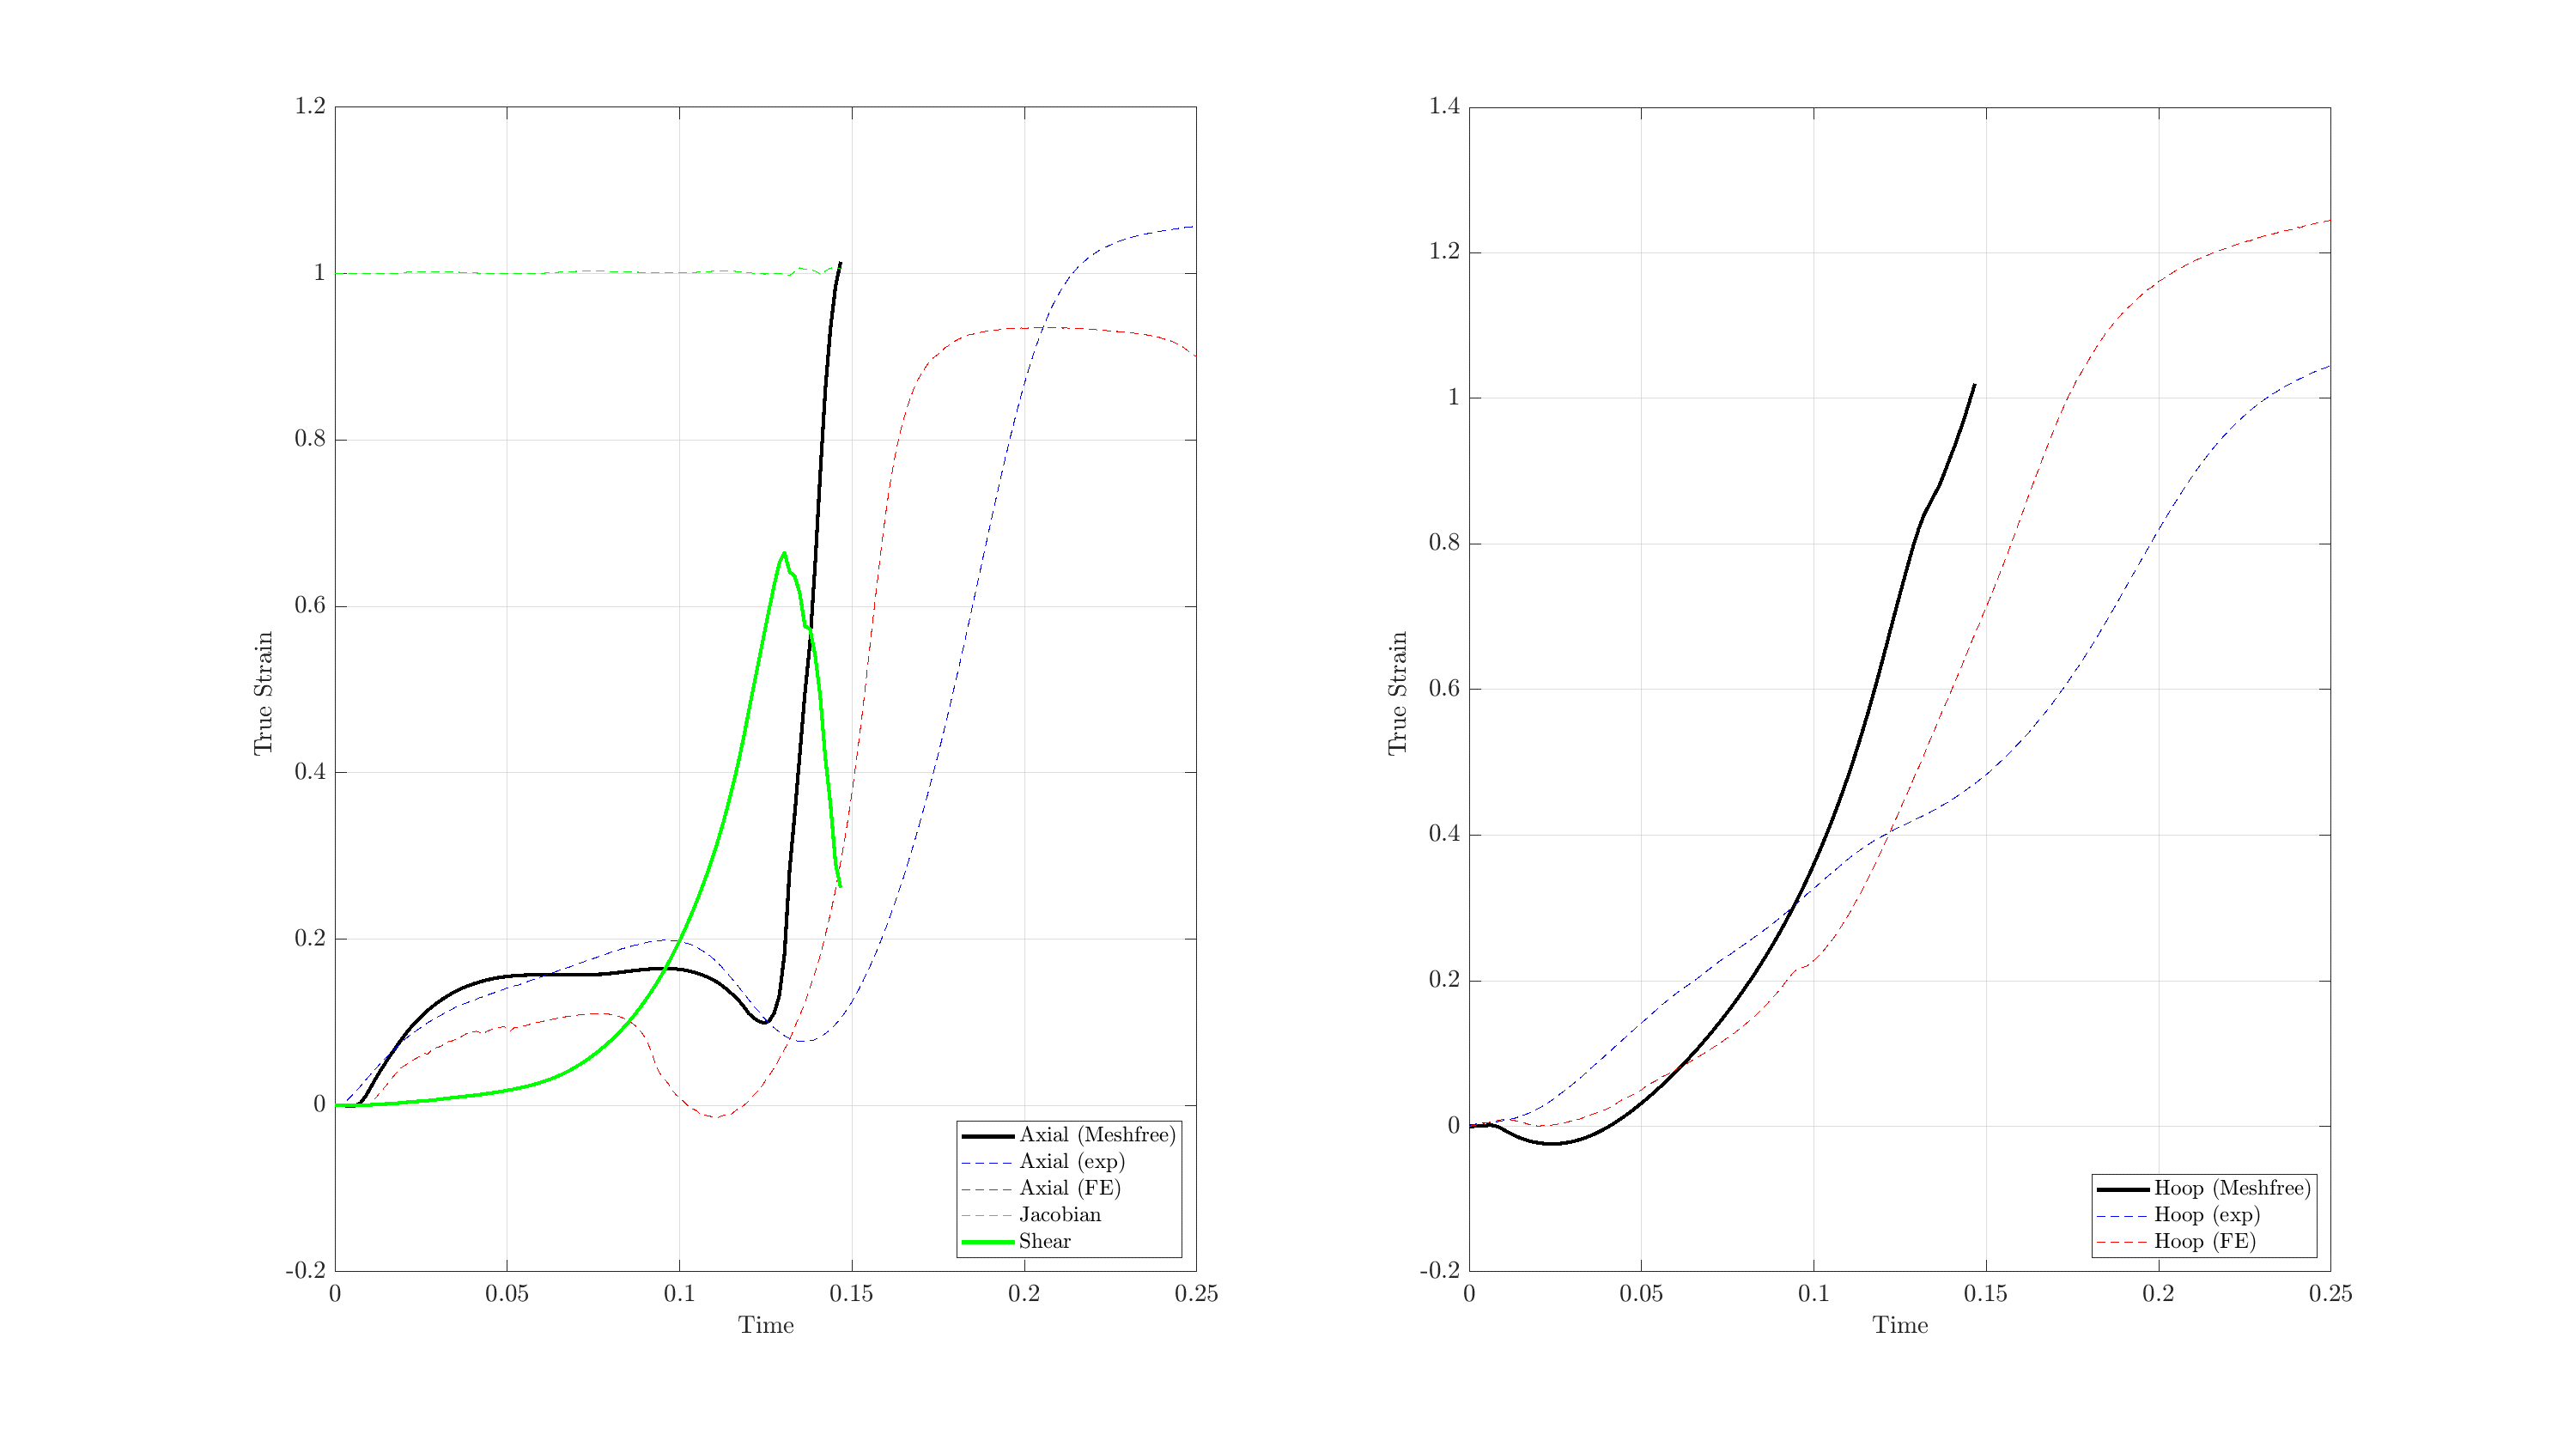 1.2
1
0.8
0.6
0.4
0.2
0
-0.2
True Strain
0 0.05 0.1 0.15 0.2 0.25
Time
Axial (Meshfree)
Axial (exp)
Axial (FE)
Jacobian
Shear
1.4
1.2
1
0.8
0.6
0.4
0.2
0
-0.2
True Strain
0 0.05 0.1 0.15 0.2 0.25
Time
Hoop (Meshfree)
Hoop (exp)
Hoop (FE)